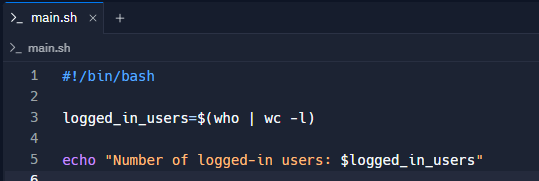 >_ main.sh × +
>_ main.sh
1 #!/bin/bash
2
3 logged_in_users=$(who | wc -l)
4
5 echo "Number of logged-in users: $logged_in_users"
6